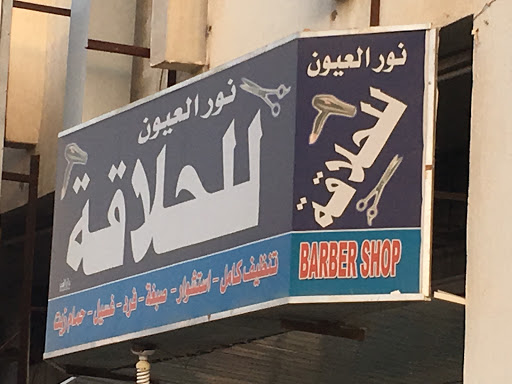 نور العيون
للحلاقة
تنظيف كامل - استشوار - صبغة - فرد - غسيل - حمام زيت
نور العيون
للحلاقة
BARBER SHOP